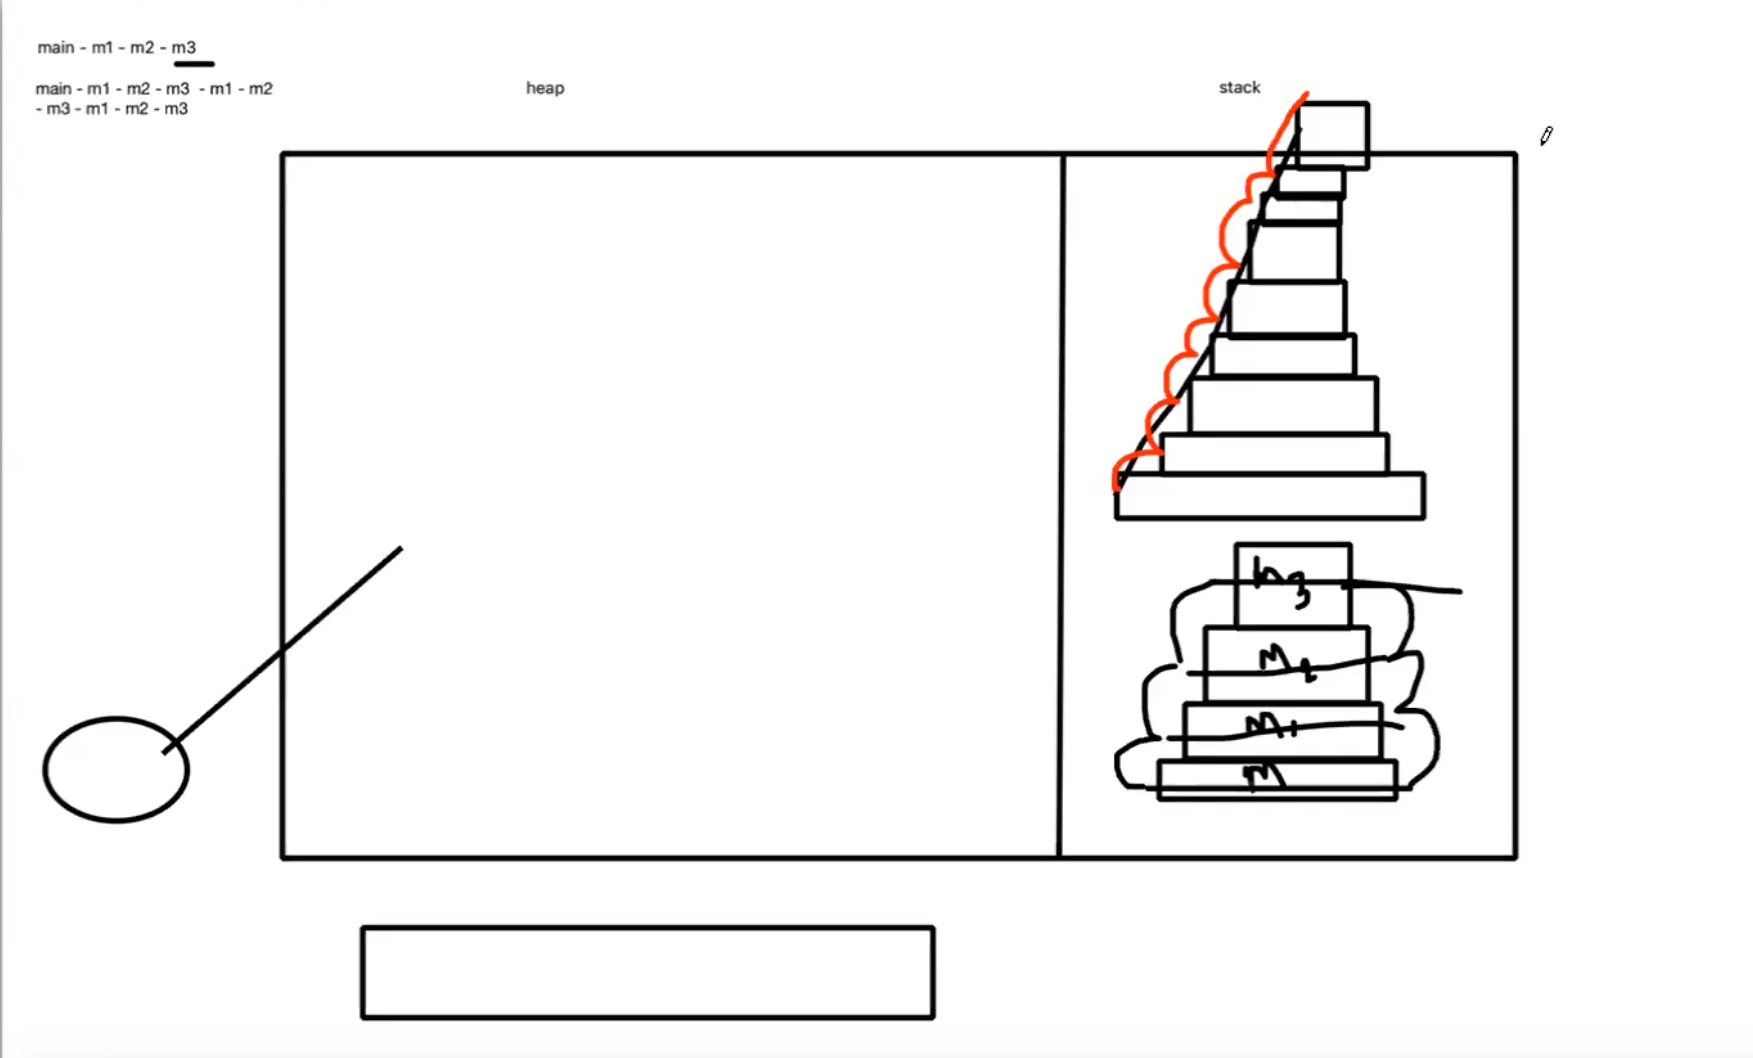 main - m1 - m2 - m3
main - m1 - m2 - m3 - m1 - m2
- m3 - m1 - m2 - m3
heap
stack
m3
m2
m1
m